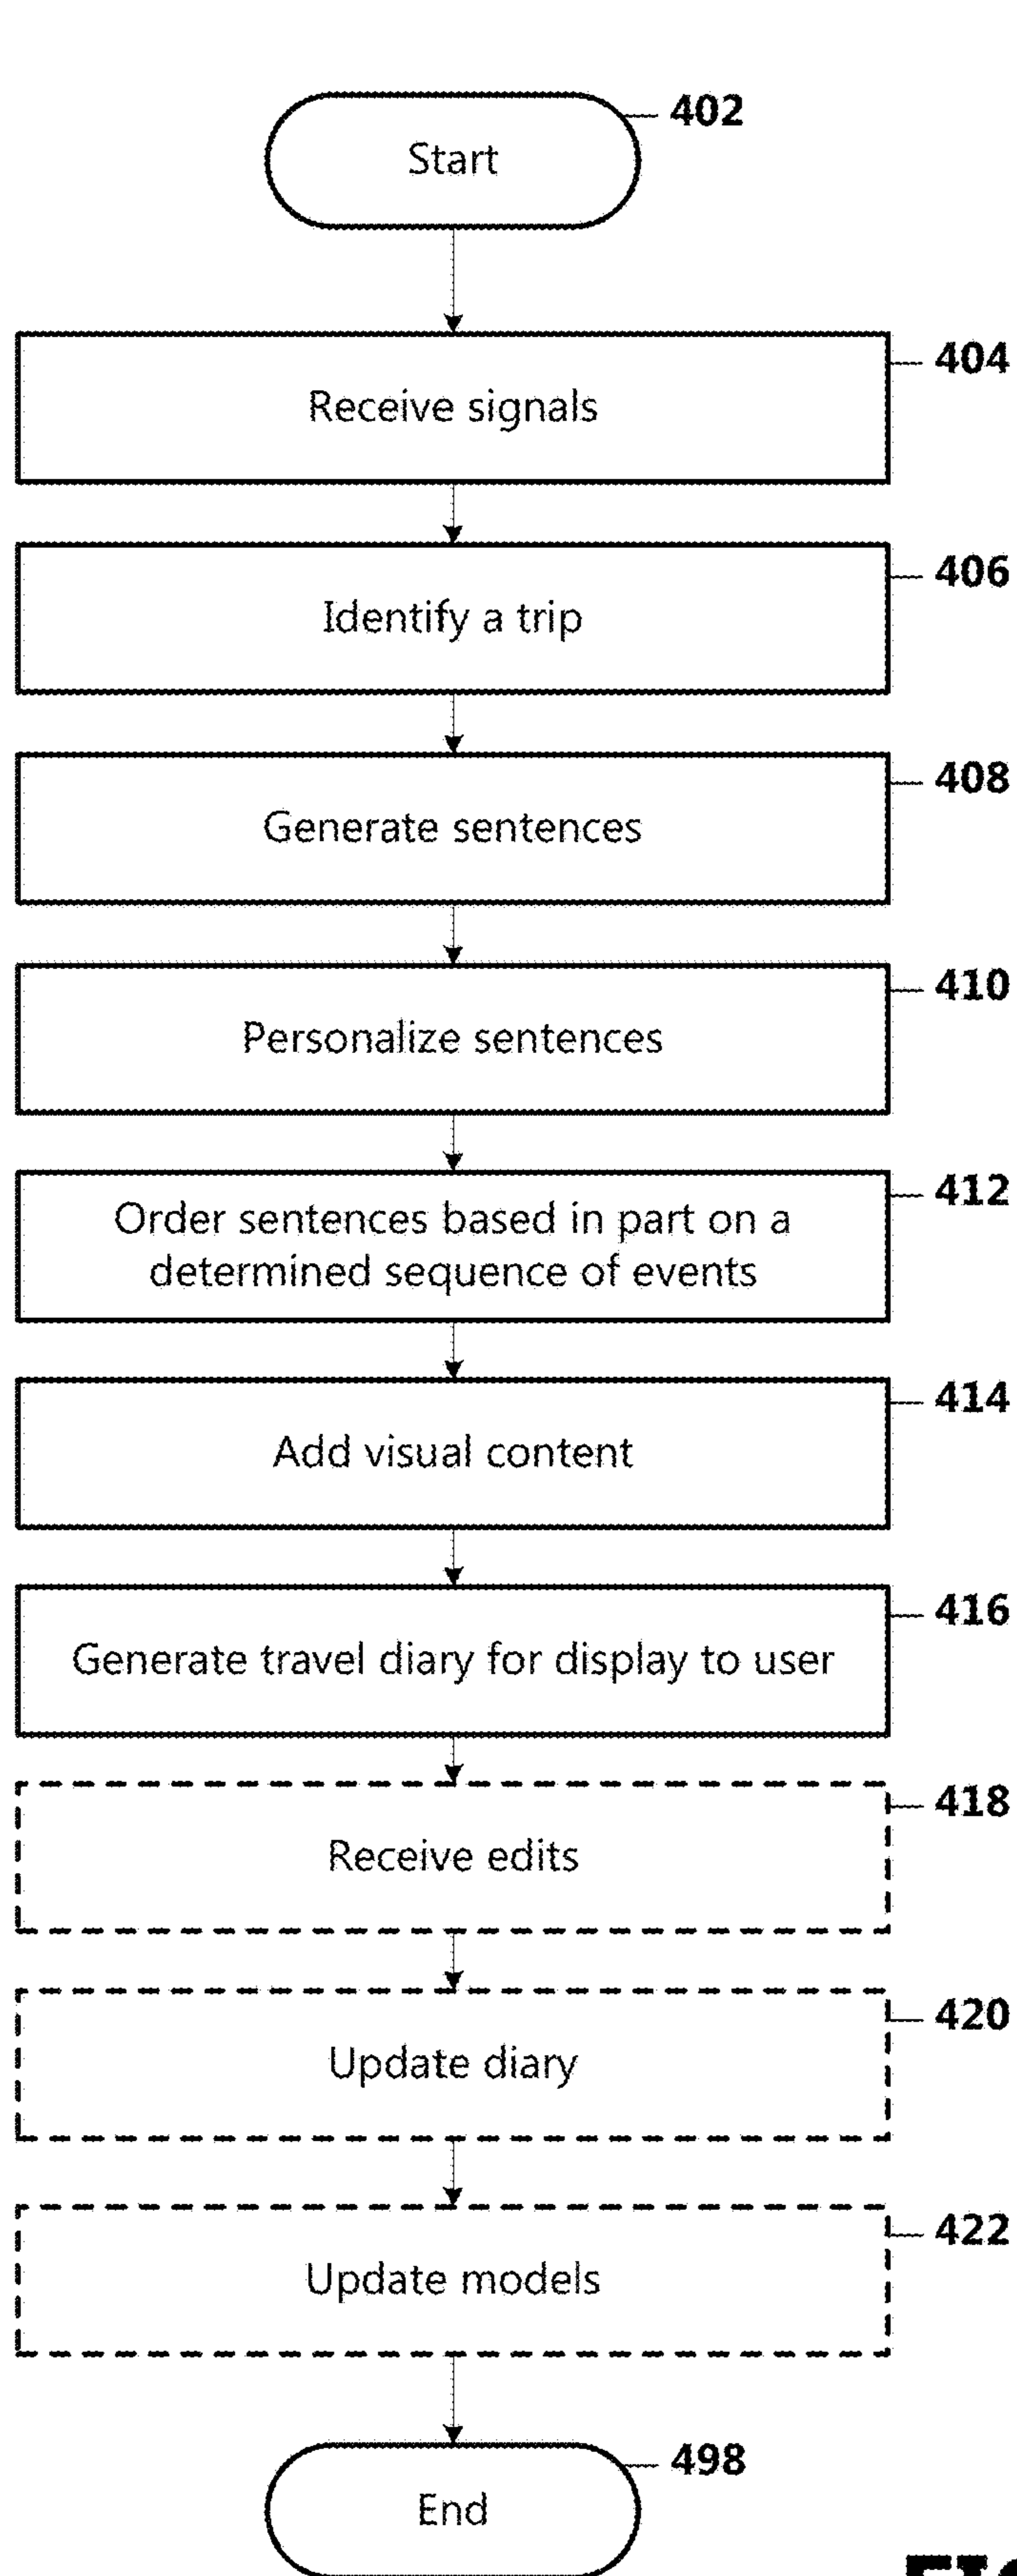 Start
402
Receive signals
404
Identify a trip
406
Generate sentences
408
Personalize sentences
410
Order sentences based in part on a
determined sequence of events
412
Add visual content
414
Generate travel diary for display to user
416
Receive edits
418
Update diary
420
Update models
422
End
498